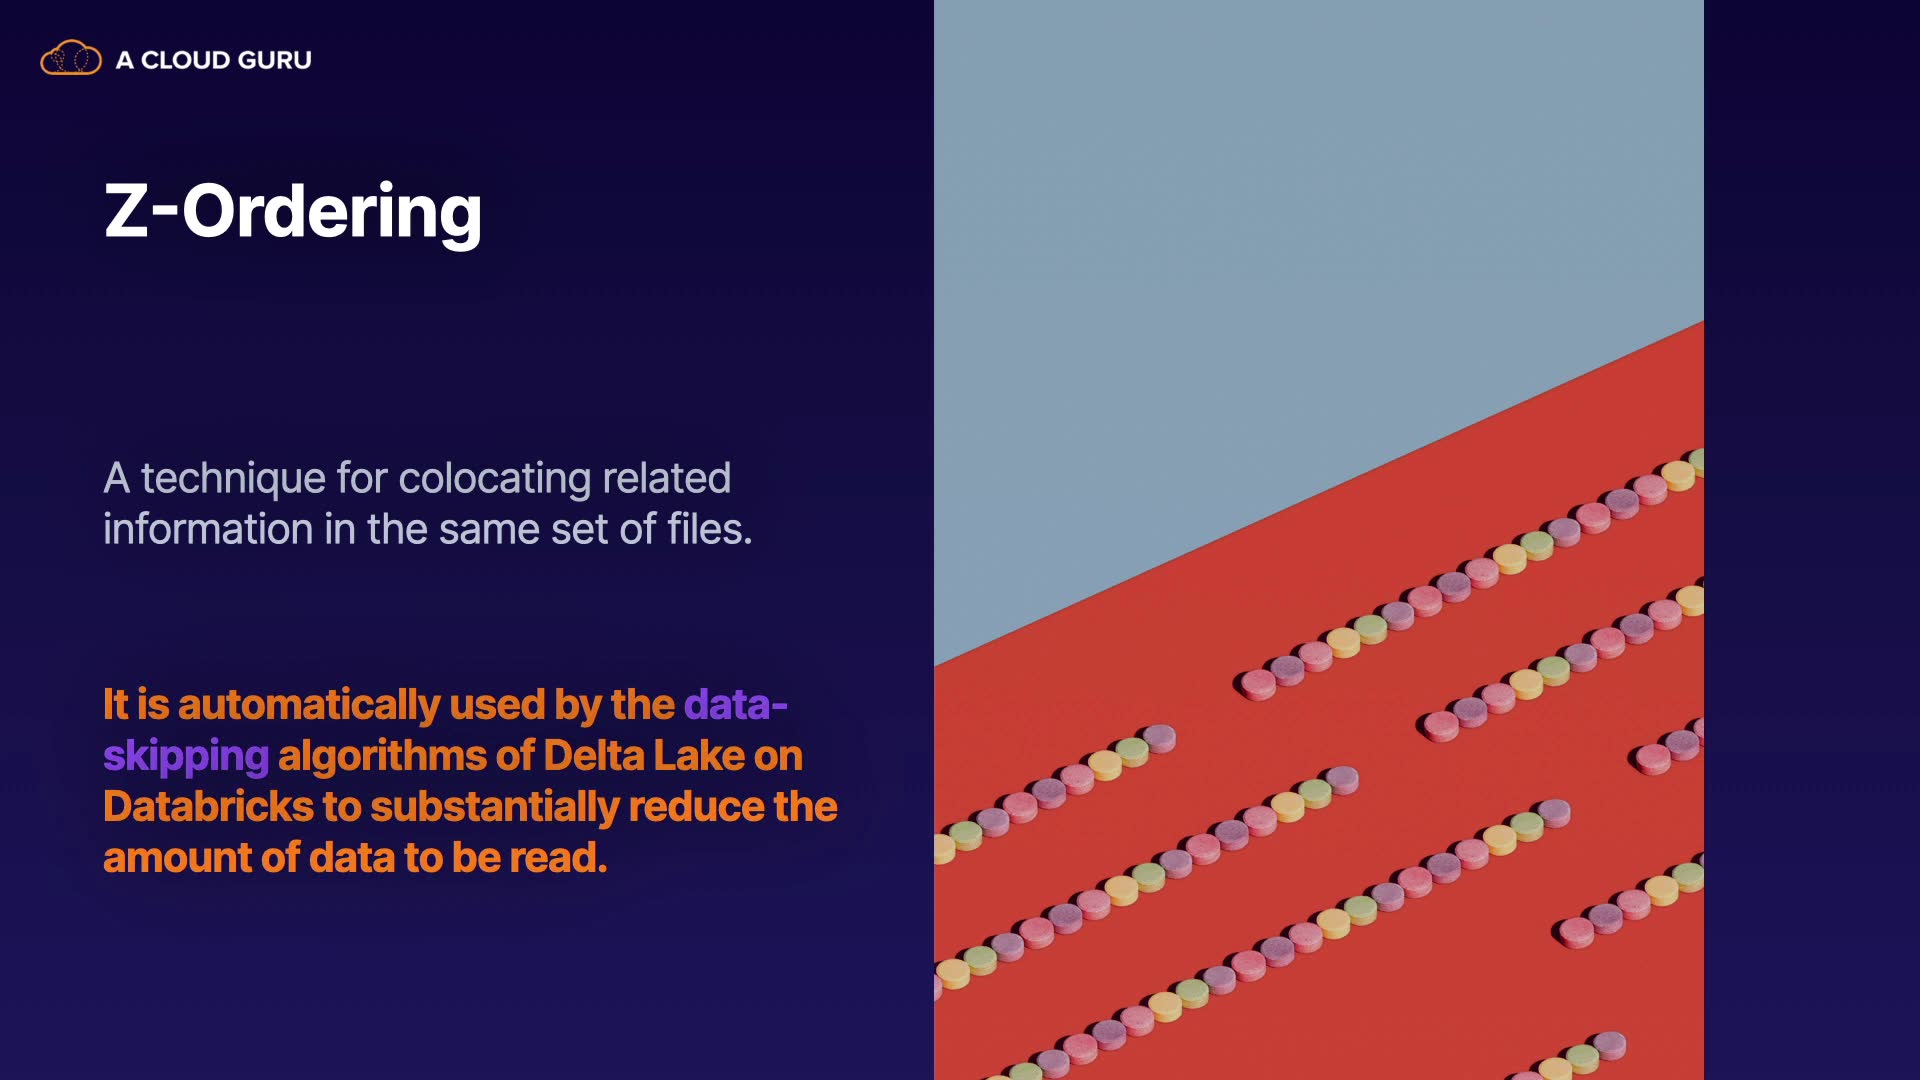 A CLOUD GURU
Z-Ordering
A technique for colocating related
information in the same set of files.
It is automatically used by the data-
skipping algorithms of Delta Lake on
Databricks to substantially reduce the
amount of data to be read.